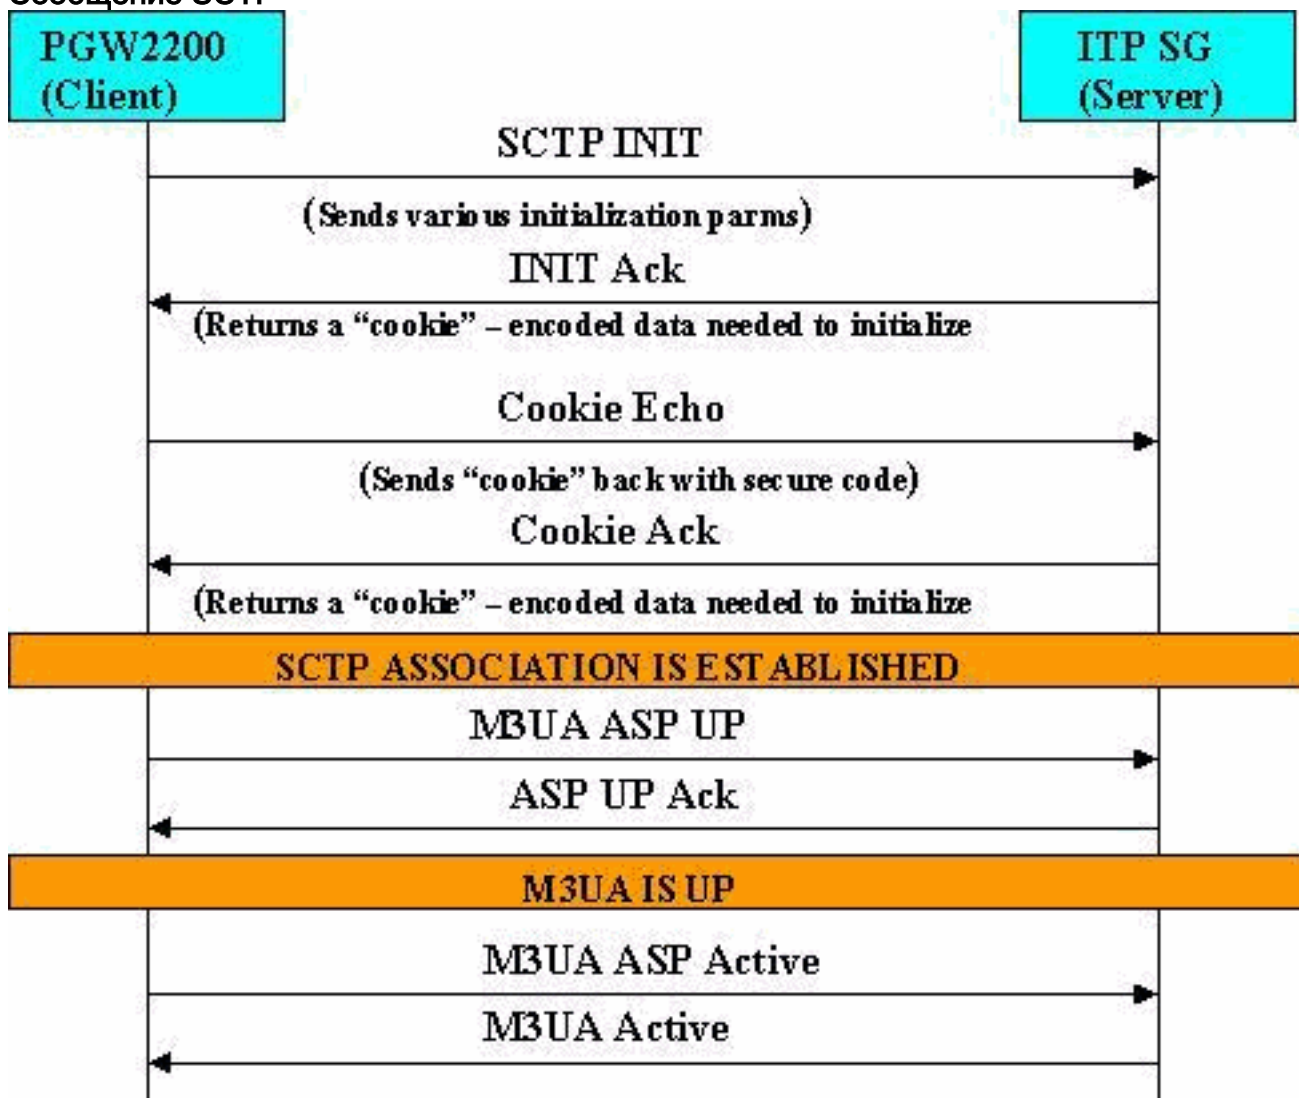 Сообщение SCTP
PGW2200
(Client)
ITP SG
(Server)
SCTP INIT
(Sends various initialization parms)
INIT Ack
(Returns a “cookie” – encoded data needed to initialize
Cookie Echo
(Sends “cookie” back with secure code)
Cookie Ack
(Returns a “cookie” – encoded data needed to initialize
SCTP ASSOCIATION IS ESTABLISHED
M3UA ASP UP
ASP UP Ack
M3UA IS UP
M3UA ASP Active
M3UA Active